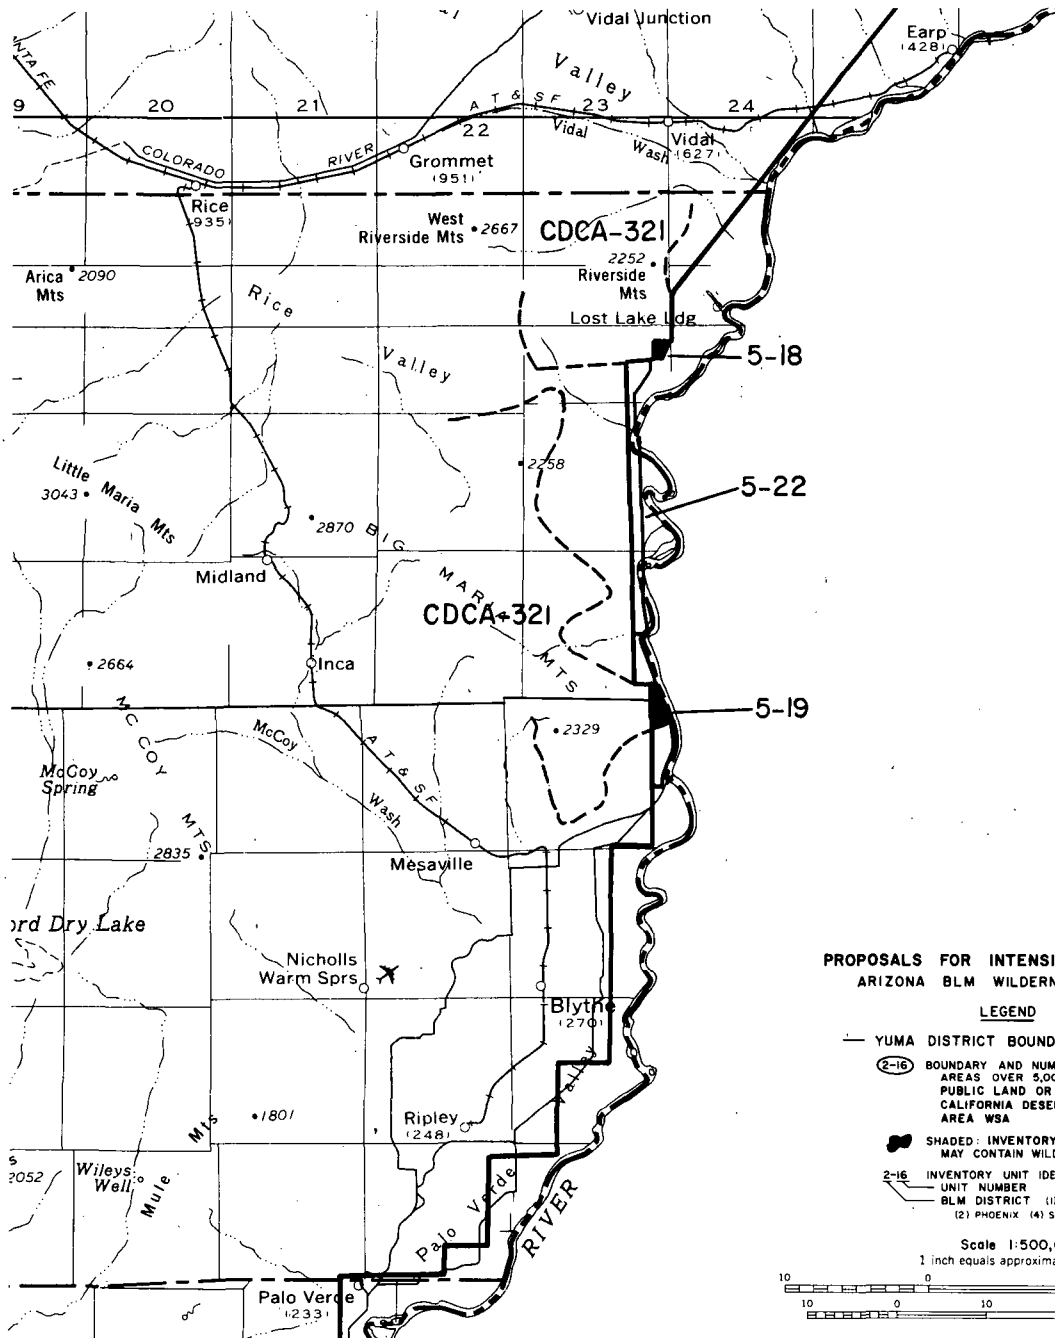 Vidal Junction
Earp
(428)
NTA FE
Valley
9
20
21
22
23
24
A T & S F
Vidal
Wash
Vidal
(627)
COLORADO
RIVER
Grommet
(951)
Rice
(935)
West
Riverside Mts
2667
CDCA-321
2252
Riverside
Mts
Arica
Mts
2090
Rice
Valley
Lost Lake Ldg
5-18
Little Maria Mts
3043
2258
5-22
2870
BIG
MARIA
MTS
Midland
CDCA-321
Inca
2664
MC COY
MTS
5-19
McCoy
Wash
A T & S F
2329
McCoy
Spring
2835
Mesaville
ord Dry Lake
Nicholls
Warm Sprs
Blythe
(270)
Valley
1801
Ripley
(248)
Mule
Mts
2052
Wileys
Well
Palo Verde
RIVER
Palo Verde
(233)
PROPOSALS FOR INTENSI
ARIZONA BLM WILDERN
LEGEND
YUMA DISTRICT BOUND
2-16 BOUNDARY AND NUM
AREAS OVER 5,00
PUBLIC LAND OR
CALIFORNIA DESE
AREA WSA
SHADED: INVENTORY
MAY CONTAIN WILD
2-16 INVENTORY UNIT IDE
UNIT NUMBER
BLM DISTRICT (1
(2) PHOENIX (4) S
Scale 1:500,
1 inch equals approxima
10 0
10 0 10